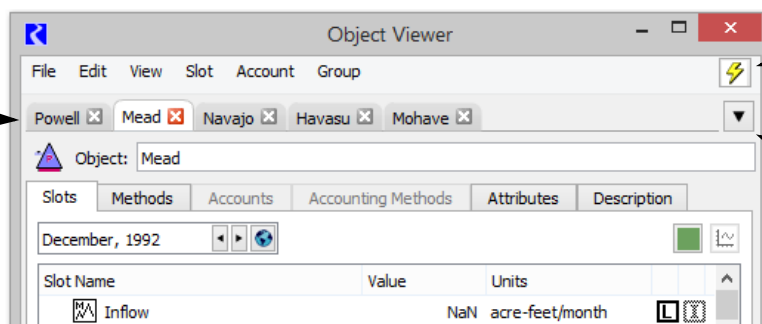 Object Viewer
File Edit View Slot Account Group
Powell Mead Navajo Havasu Mohave
Object: Mead
Slots Methods Accounts Accounting Methods Attributes Description
December, 1992
Slot Name Value Units
Inflow NaN acre-feet/month L I